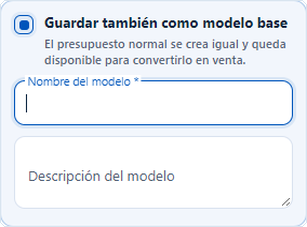 Guardar también como modelo base
El presupuesto normal se crea igual y queda
disponible para convertirlo en venta.
Nombre del modelo *
Descripción del modelo